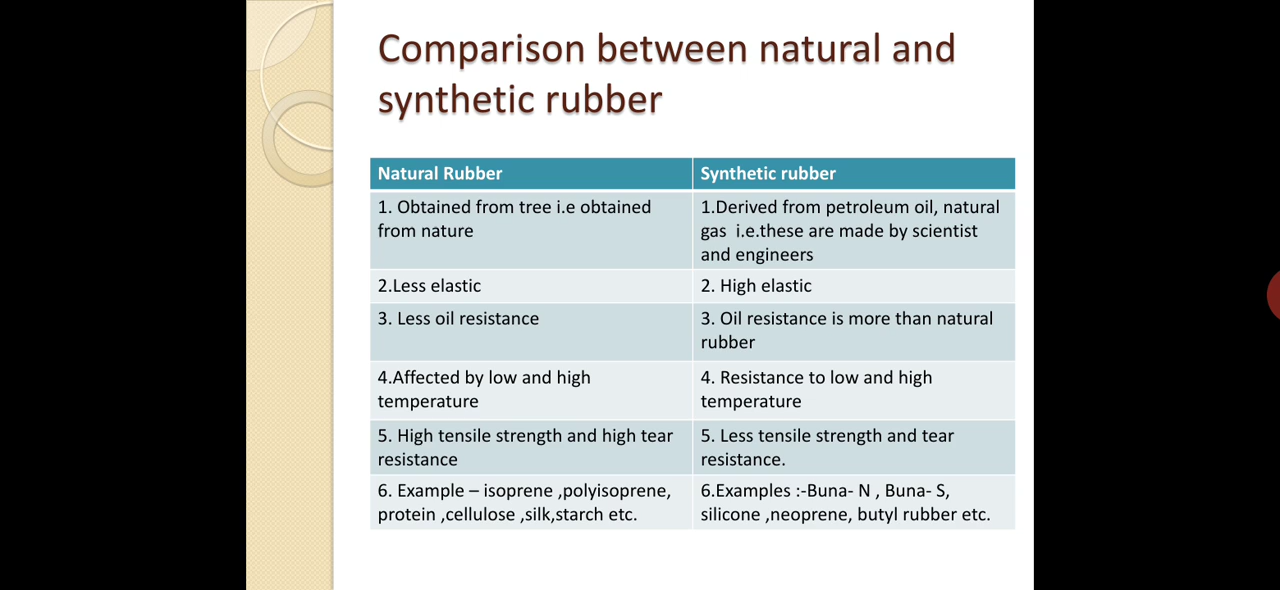 Comparison between natural and
synthetic rubber
Natural Rubber
Synthetic rubber
1. Obtained from tree i.e obtained
from nature
1.Derived from petroleum oil, natural
gas  i.e.these are made by scientist
and engineers
2.Less elastic
2. High elastic
3. Less oil resistance
3. Oil resistance is more than natural
rubber
4.Affected by low and high
temperature
4. Resistance to low and high
temperature
5. High tensile strength and high tear
resistance
5. Less tensile strength and tear
resistance.
6. Example – isoprene ,polyisoprene,
protein ,cellulose ,silk,starch etc.
6.Examples :-Buna- N , Buna- S,
silicone ,neoprene, butyl rubber etc.